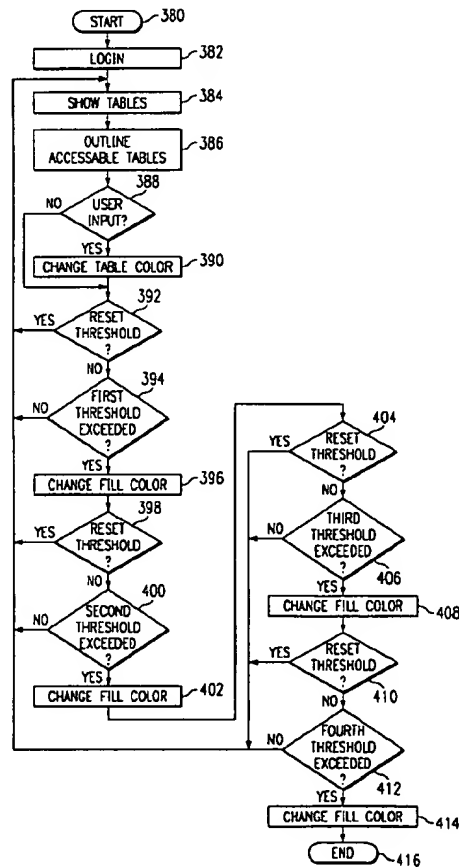 START
380
LOGIN
382
SHOW TABLES
384
OUTLINE
ACCESSABLE TABLES
386
388
NO
USER
INPUT?
YES
CHANGE TABLE COLOR
390
392
YES
RESET
THRESHOLD
?
NO
394
NO
FIRST
THRESHOLD
EXCEEDED
?
YES
CHANGE FILL COLOR
396
398
YES
RESET
THRESHOLD
?
NO
400
NO
SECOND
THRESHOLD
EXCEEDED
?
YES
CHANGE FILL COLOR
402
404
YES
RESET
THRESHOLD
?
NO
NO
THIRD
THRESHOLD
EXCEEDED
?
406
YES
CHANGE FILL COLOR
408
YES
RESET
THRESHOLD
?
410
NO
NO
FOURTH
THRESHOLD
EXCEEDED
?
412
YES
CHANGE FILL COLOR
414
END
416